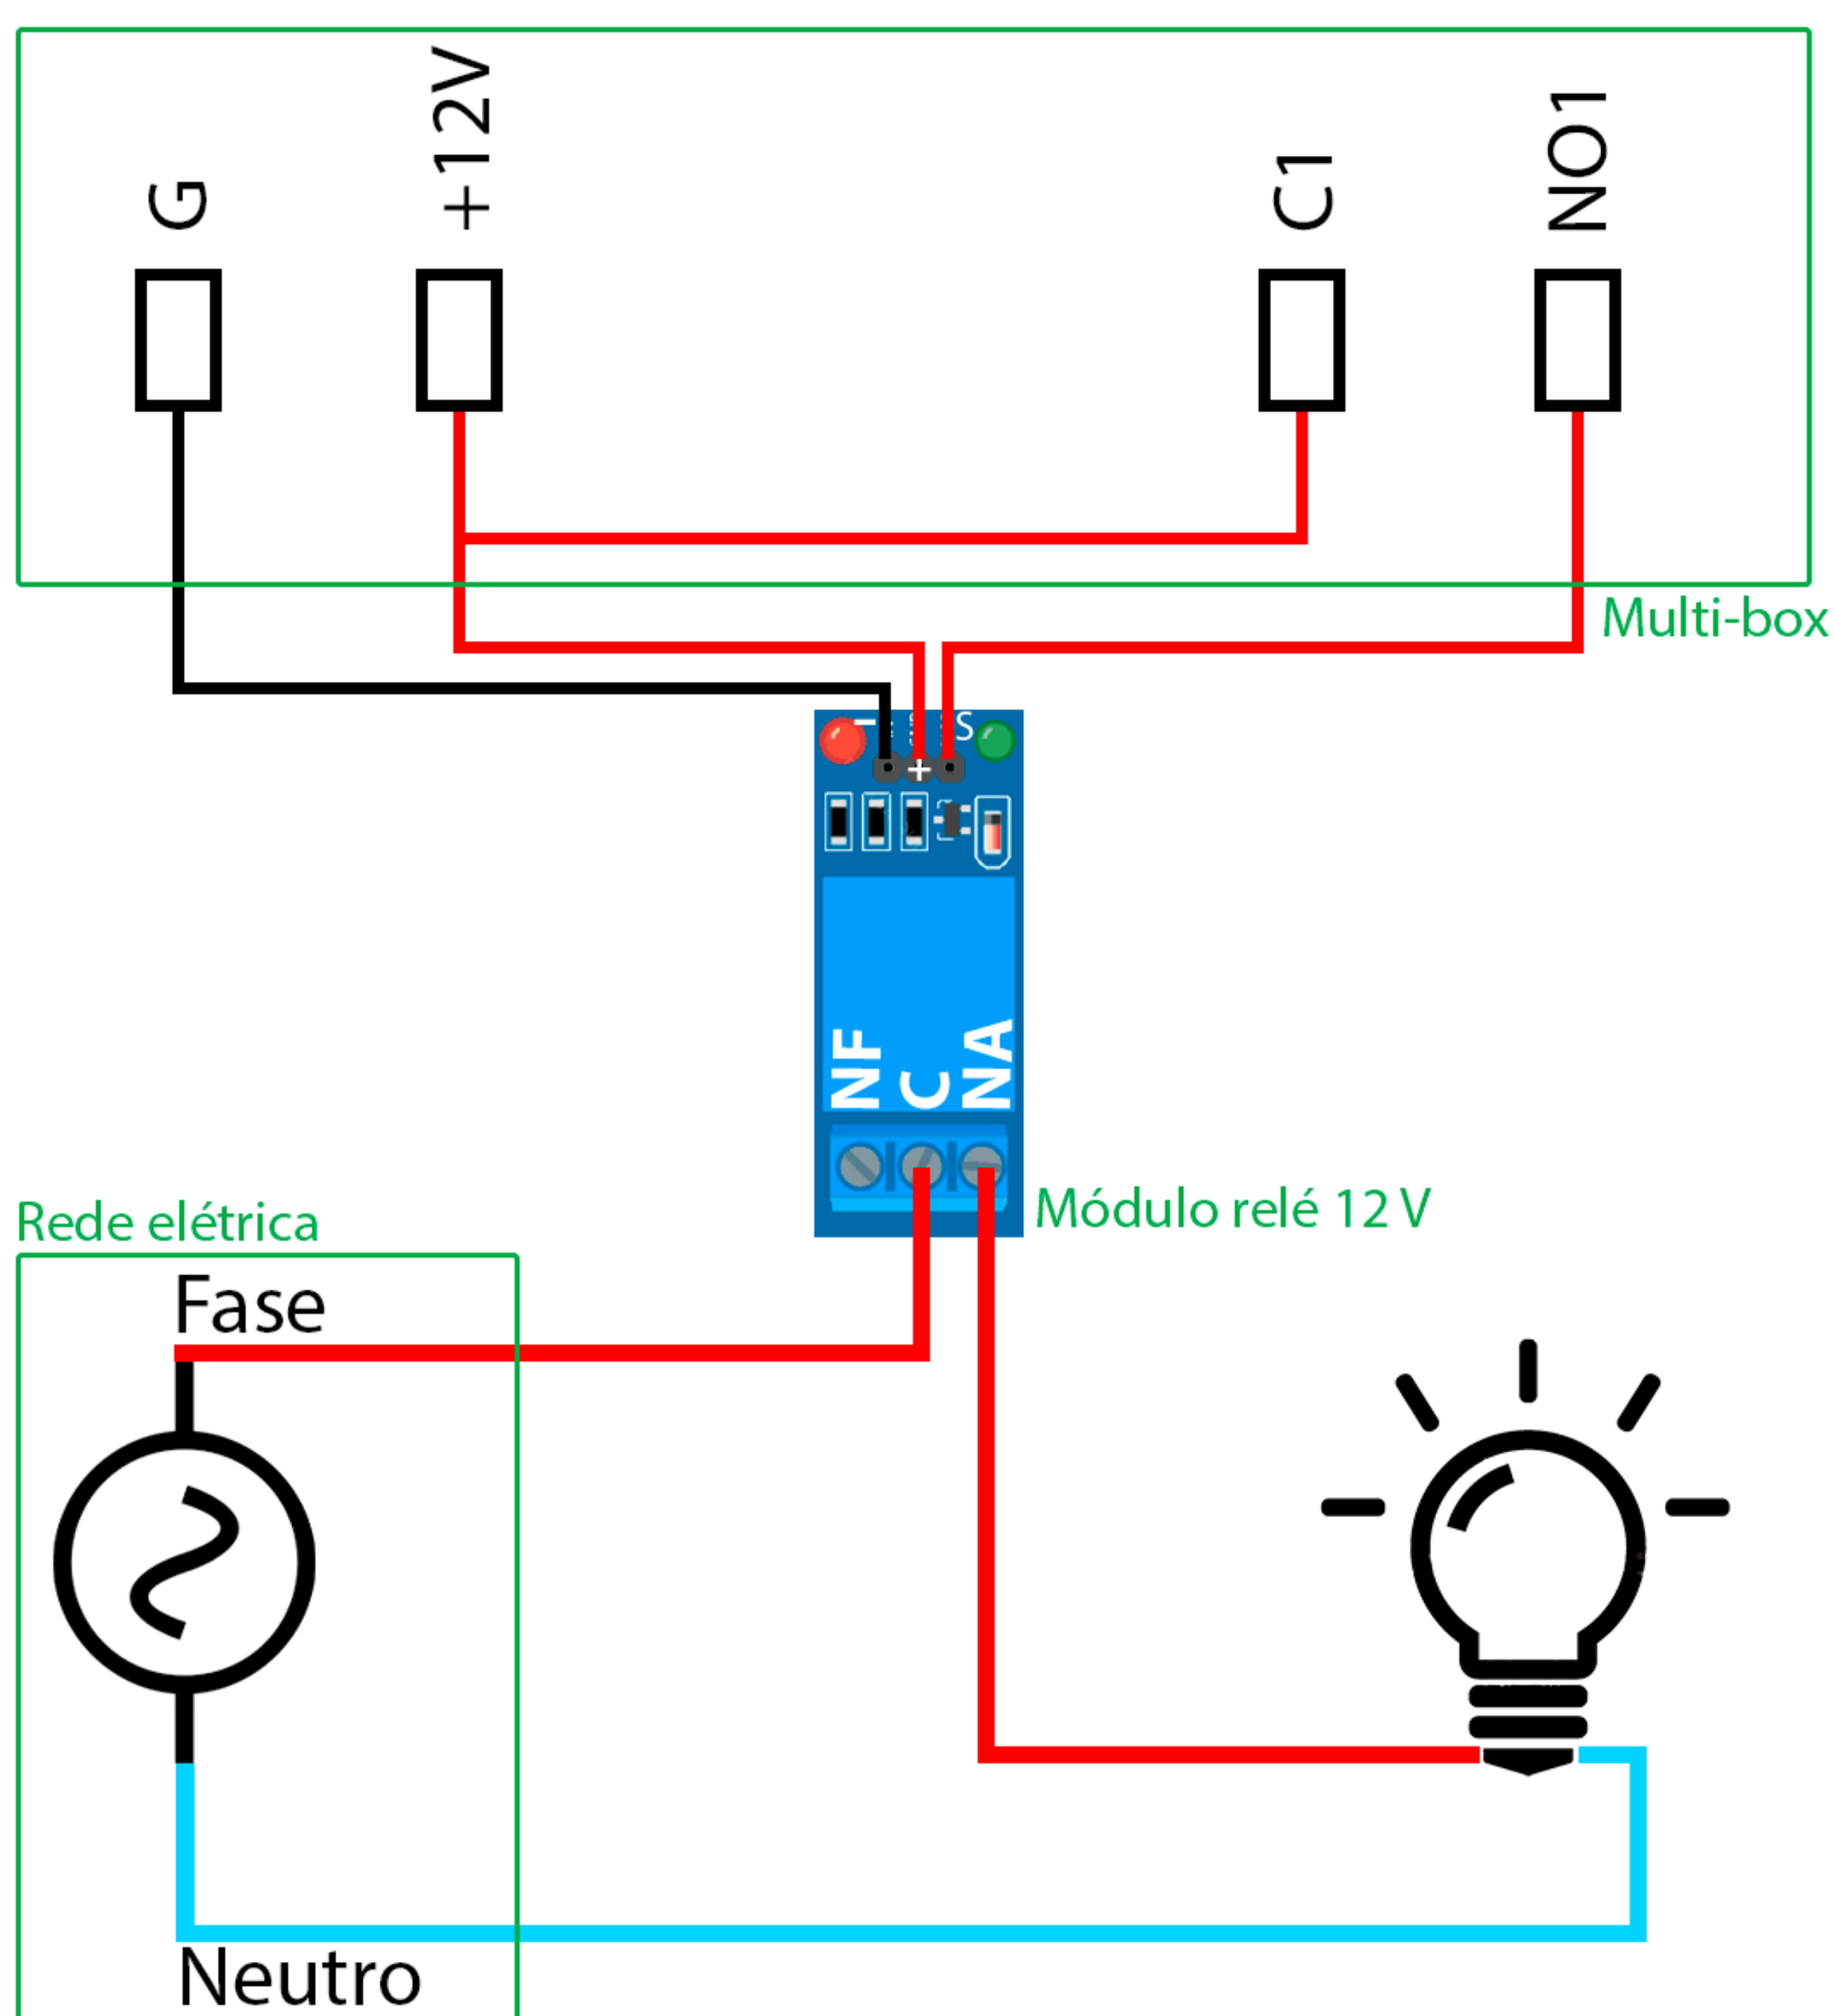 G
+12V
C1
NO1
Multi-box
S
+
NF
C
NA
Módulo relé 12 V
Rede elétrica
Fase
Neutro